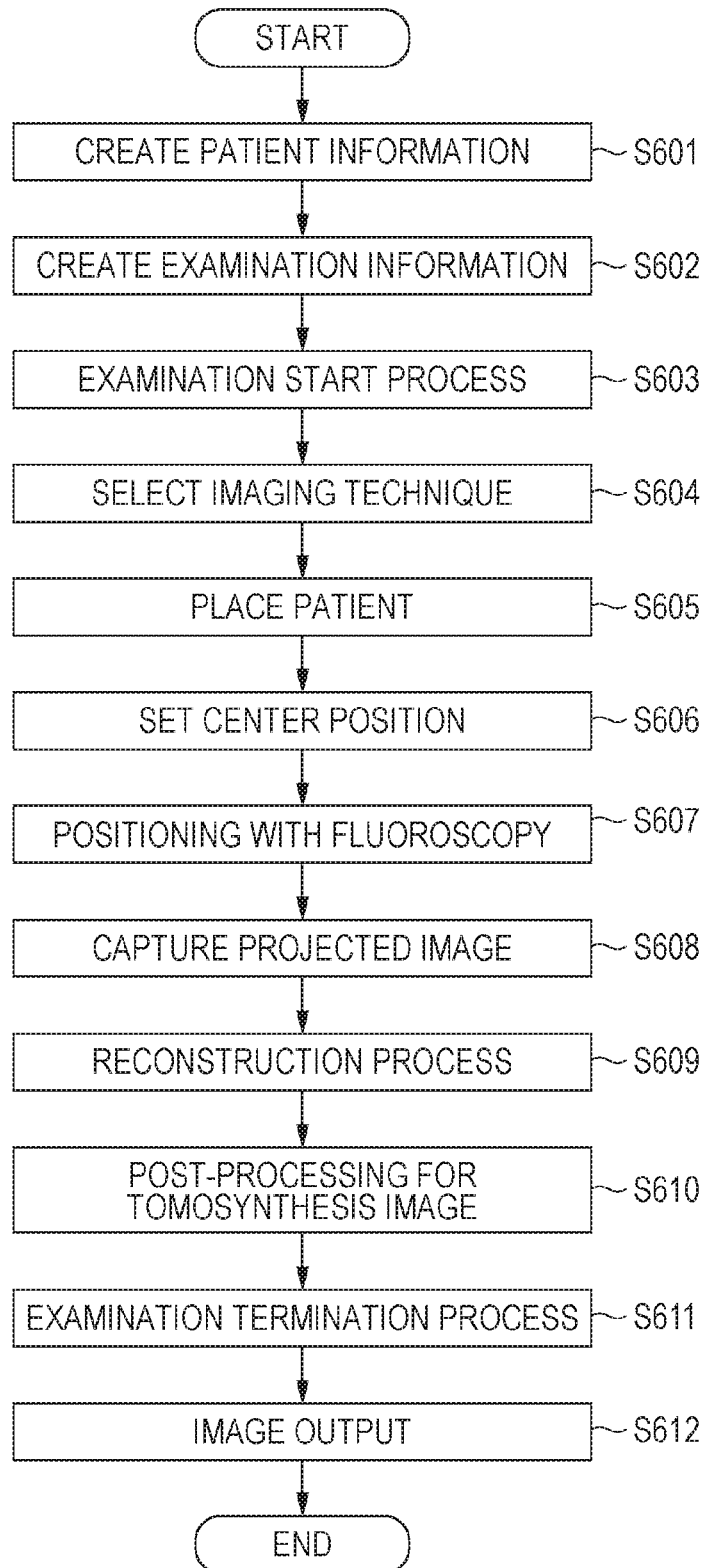 START
CREATE PATIENT INFORMATION
S601
CREATE EXAMINATION INFORMATION
S602
EXAMINATION START PROCESS
S603
SELECT IMAGING TECHNIQUE
S604
PLACE PATIENT
S605
SET CENTER POSITION
S606
POSITIONING WITH FLUOROSCOPY
S607
CAPTURE PROJECTED IMAGE
S608
RECONSTRUCTION PROCESS
S609
POST-PROCESSING FOR
TOMOSYNTHESIS IMAGE
S610
EXAMINATION TERMINATION PROCESS
S611
IMAGE OUTPUT
S612
END